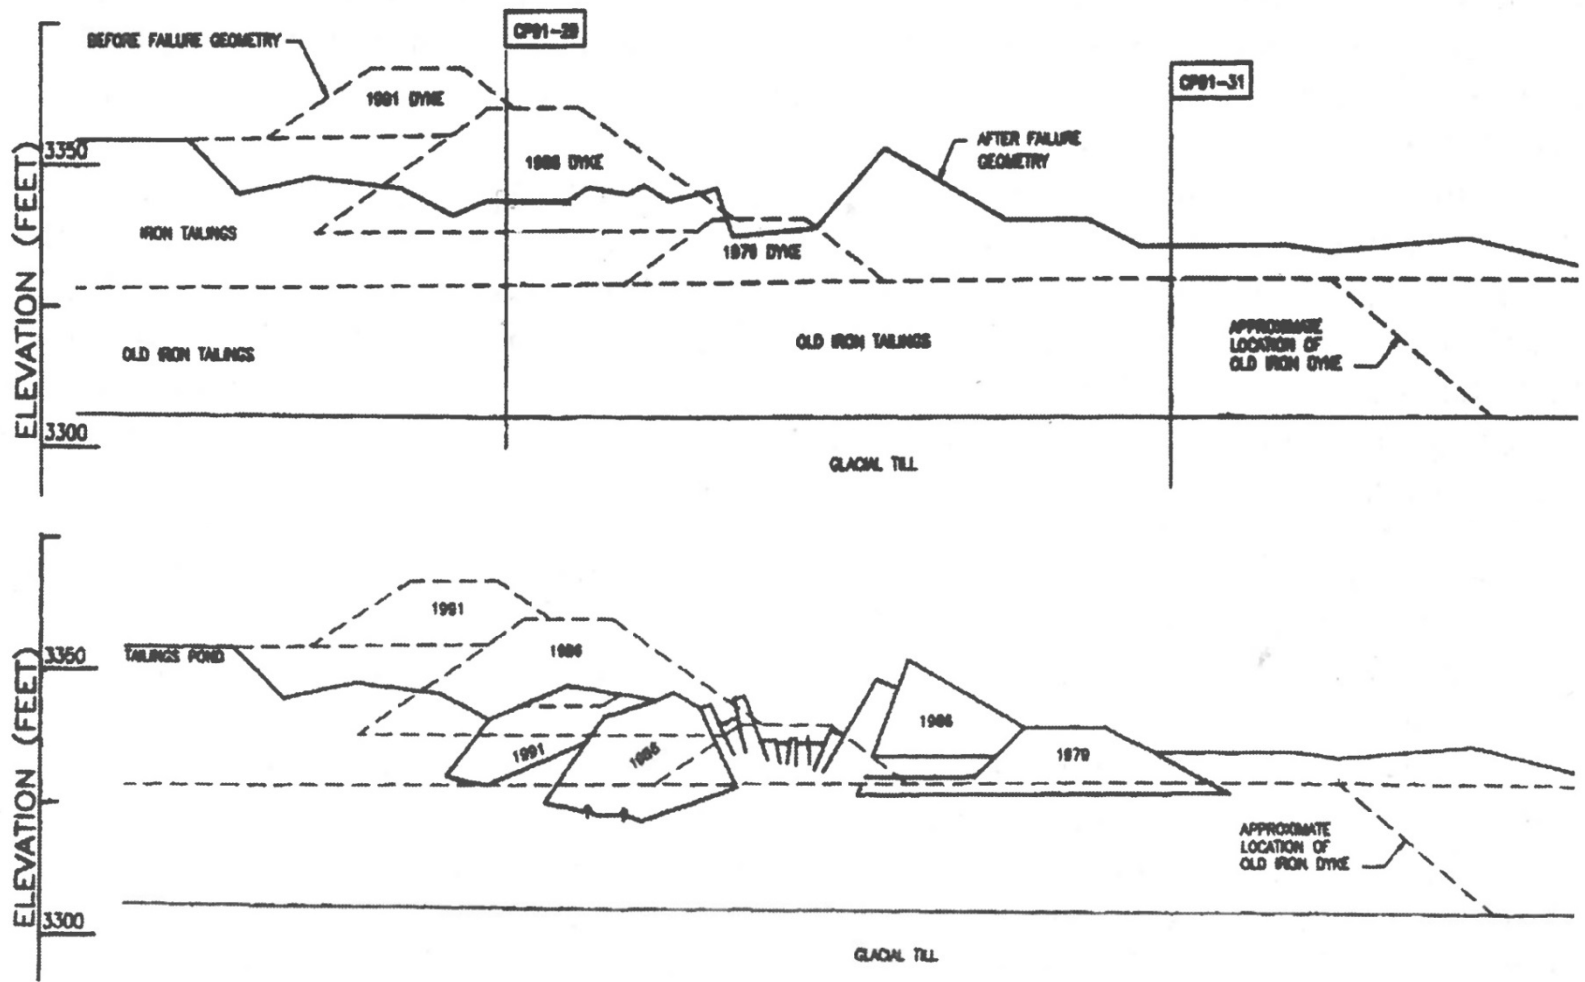 CP91-29
BEFORE FAILURE GEOMETRY
CP91-31
1991 DYKE
AFTER FAILURE
GEOMETRY
3350
1986 DYKE
IRON TAILINGS
1979 DYKE
ELEVATION (FEET)
APPROXIMATE
LOCATION OF
OLD IRON DYKE
OLD IRON TAILINGS
OLD IRON TAILINGS
3300
GLACIAL TILL
1991
3350
TAILINGS POND
1986
1986
1991
1986
1979
ELEVATION (FEET)
APPROXIMATE
LOCATION OF
OLD IRON DYKE
3300
GLACIAL TILL